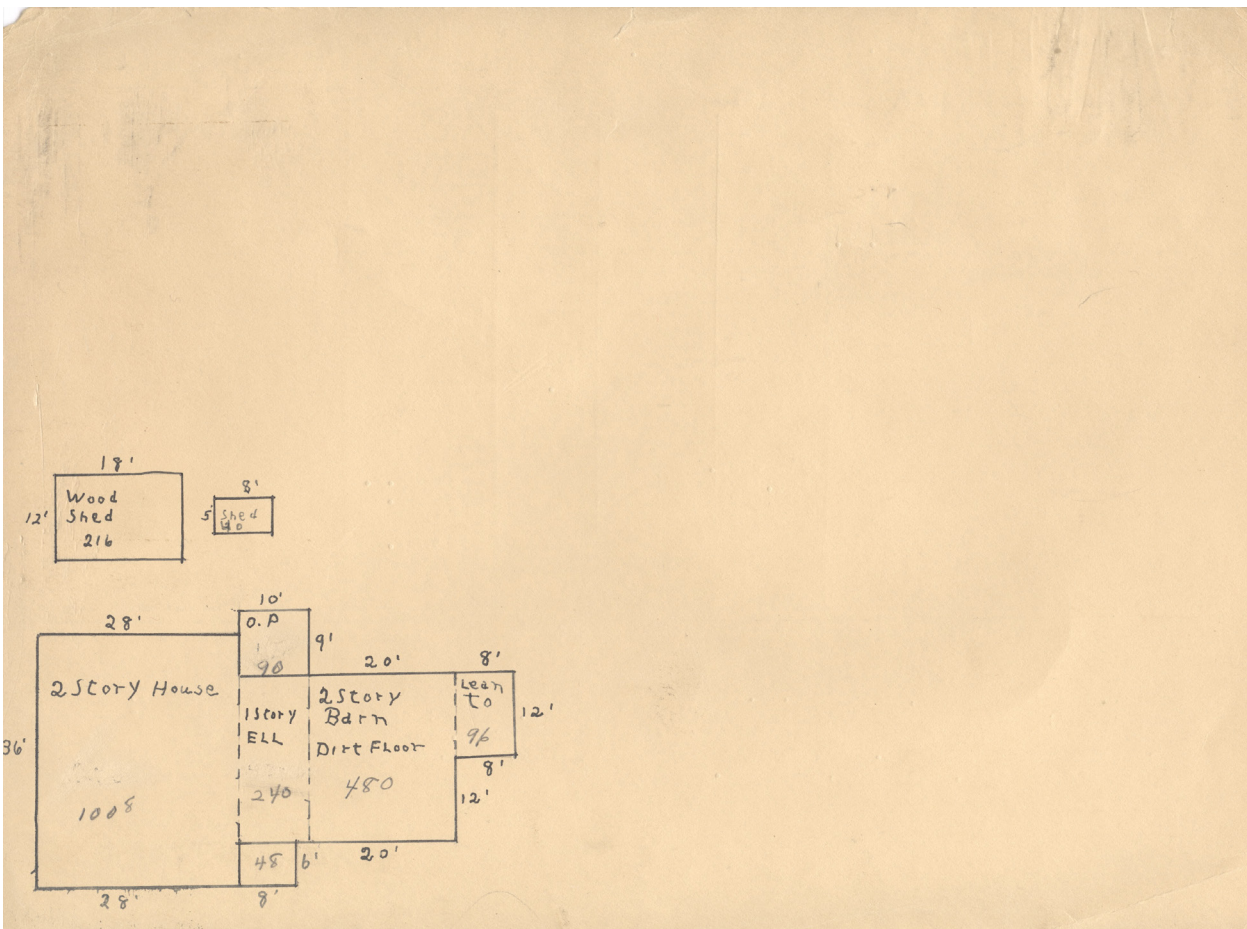 18'
Wood
Shed
216
12'
8'
5'
Shed
40
10'
O.P
90
9'
28'
2 Story House
36'
1008
28'
1 Story
ELL
240
20'
2 Story
Barn
Dirt Floor
480
20'
8'
Lean
to
96
12'
8'
12'
48
6'
8'